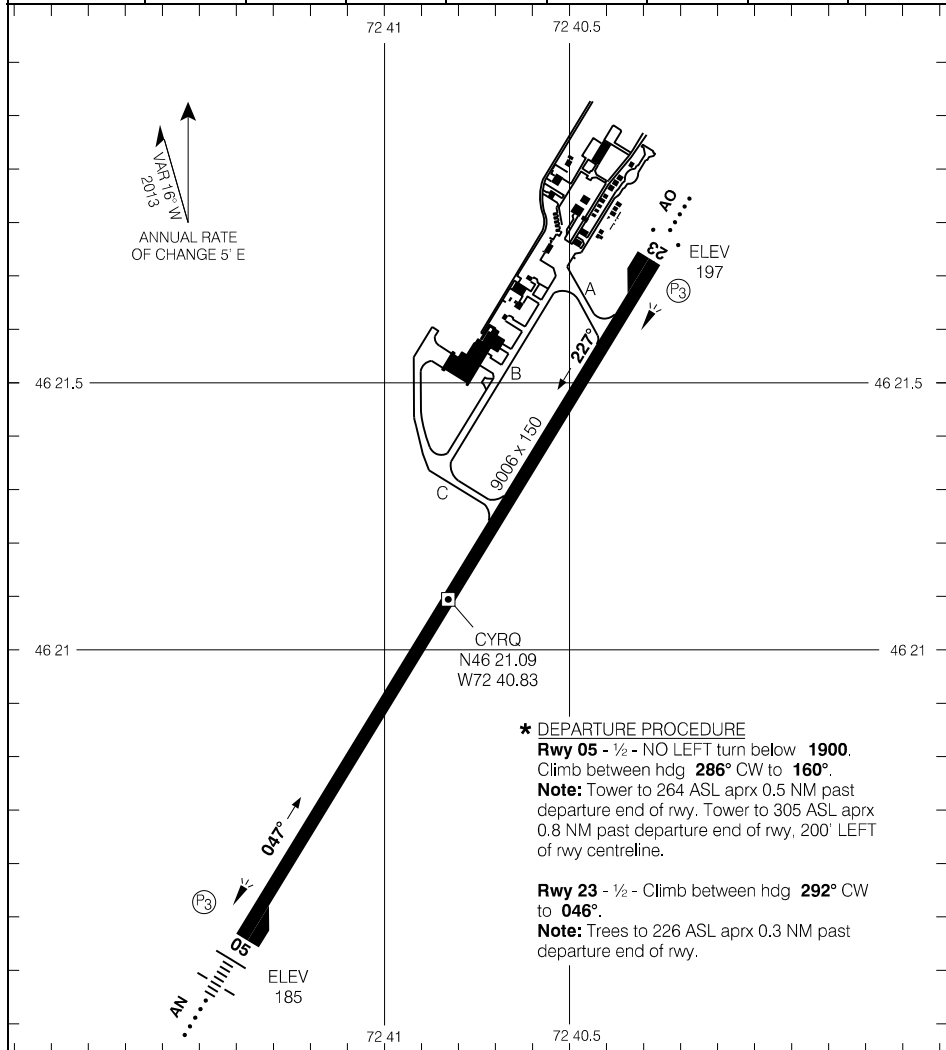 72 41
72 40.5
VAR 16° W
2013
ANNUAL RATE
OF CHANGE 5' E
AO
23
ELEV
197
P3
A
227°
46 21.5
46 21.5
B
9006 x 150
C
CYRQ
N46 21.09
W72 40.83
46 21
46 21
* DEPARTURE PROCEDURE
Rwy 05 - ½ - NO LEFT turn below 1900.
Climb between hdg 286° CW to 160°.
Note: Tower to 264 ASL aprx 0.5 NM past
departure end of rwy. Tower to 305 ASL aprx
0.8 NM past departure end of rwy, 200' LEFT
of rwy centreline.
Rwy 23 - ½ - Climb between hdg 292° CW
to 046°.
Note: Trees to 226 ASL aprx 0.3 NM past
departure end of rwy.
047°
P3
05
ELEV
185
AN
72 41
72 40.5